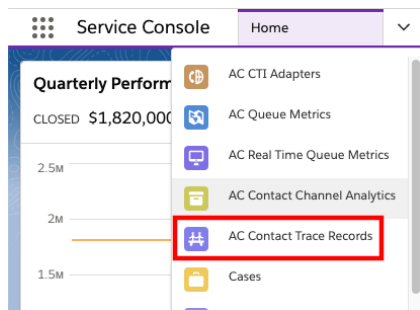 Service Console
Home
Quarterly Perform
CLOSED $1,820,000
2.5M
2M
1.5M
AC CTI Adapters
AC Queue Metrics
AC Real Time Queue Metrics
AC Contact Channel Analytics
AC Contact Trace Records
Cases